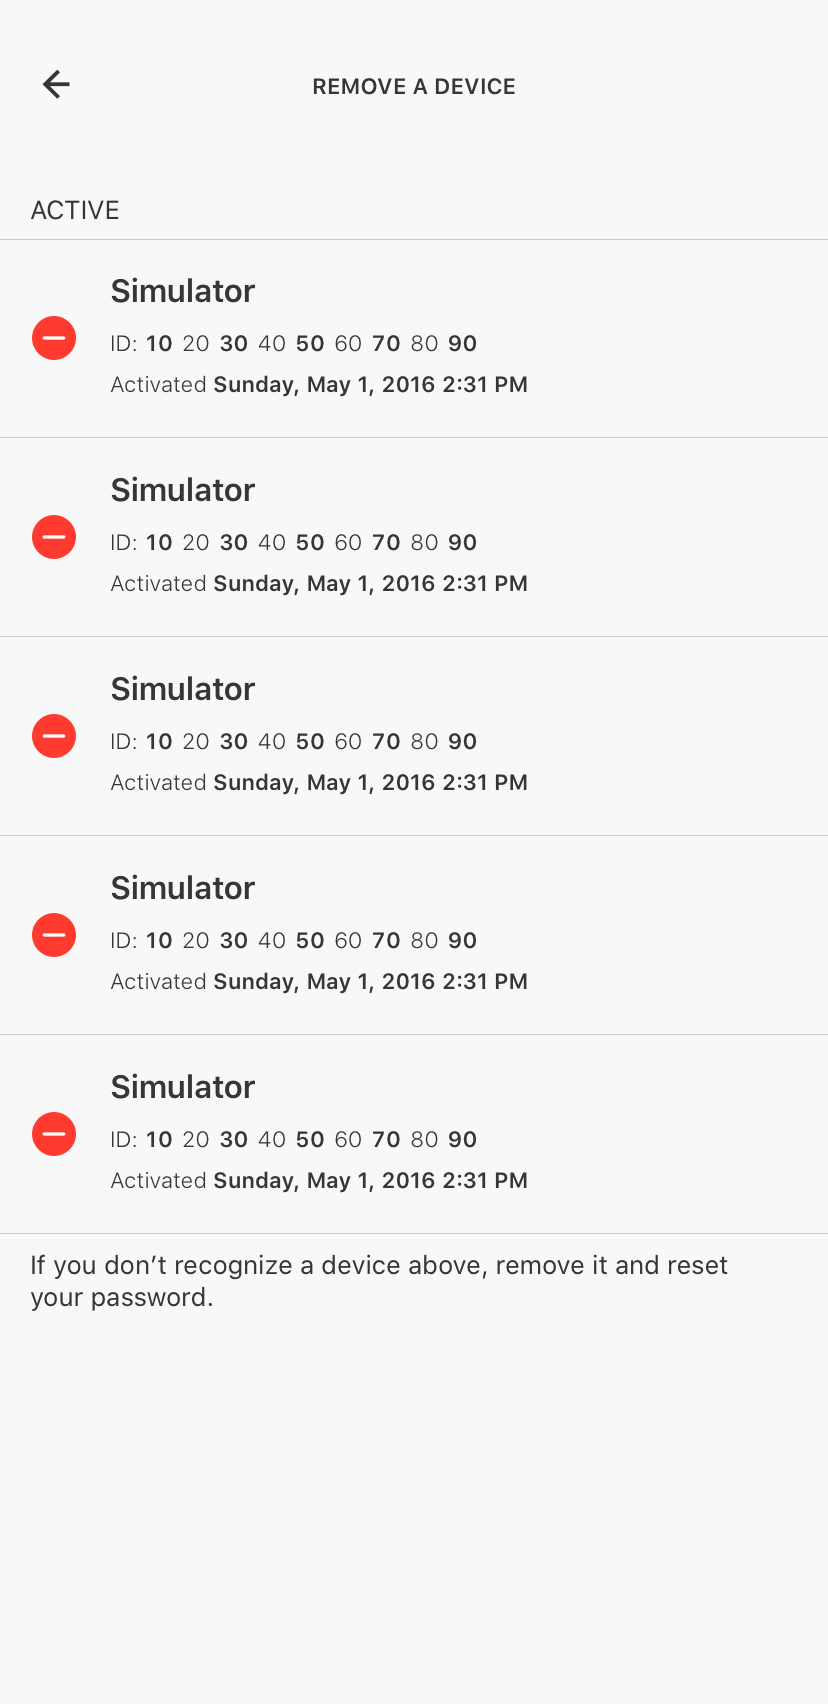 REMOVE A DEVICE
ACTIVE
Simulator
ID: 10 20 30 40 50 60 70 80 90
Activated Sunday, May 1, 2016 2:31 PM
Simulator
ID: 10 20 30 40 50 60 70 80 90
Activated Sunday, May 1, 2016 2:31 PM
Simulator
ID: 10 20 30 40 50 60 70 80 90
Activated Sunday, May 1, 2016 2:31 PM
Simulator
ID: 10 20 30 40 50 60 70 80 90
Activated Sunday, May 1, 2016 2:31 PM
Simulator
ID: 10 20 30 40 50 60 70 80 90
Activated Sunday, May 1, 2016 2:31 PM
If you don’t recognize a device above, remove it and reset
your password.